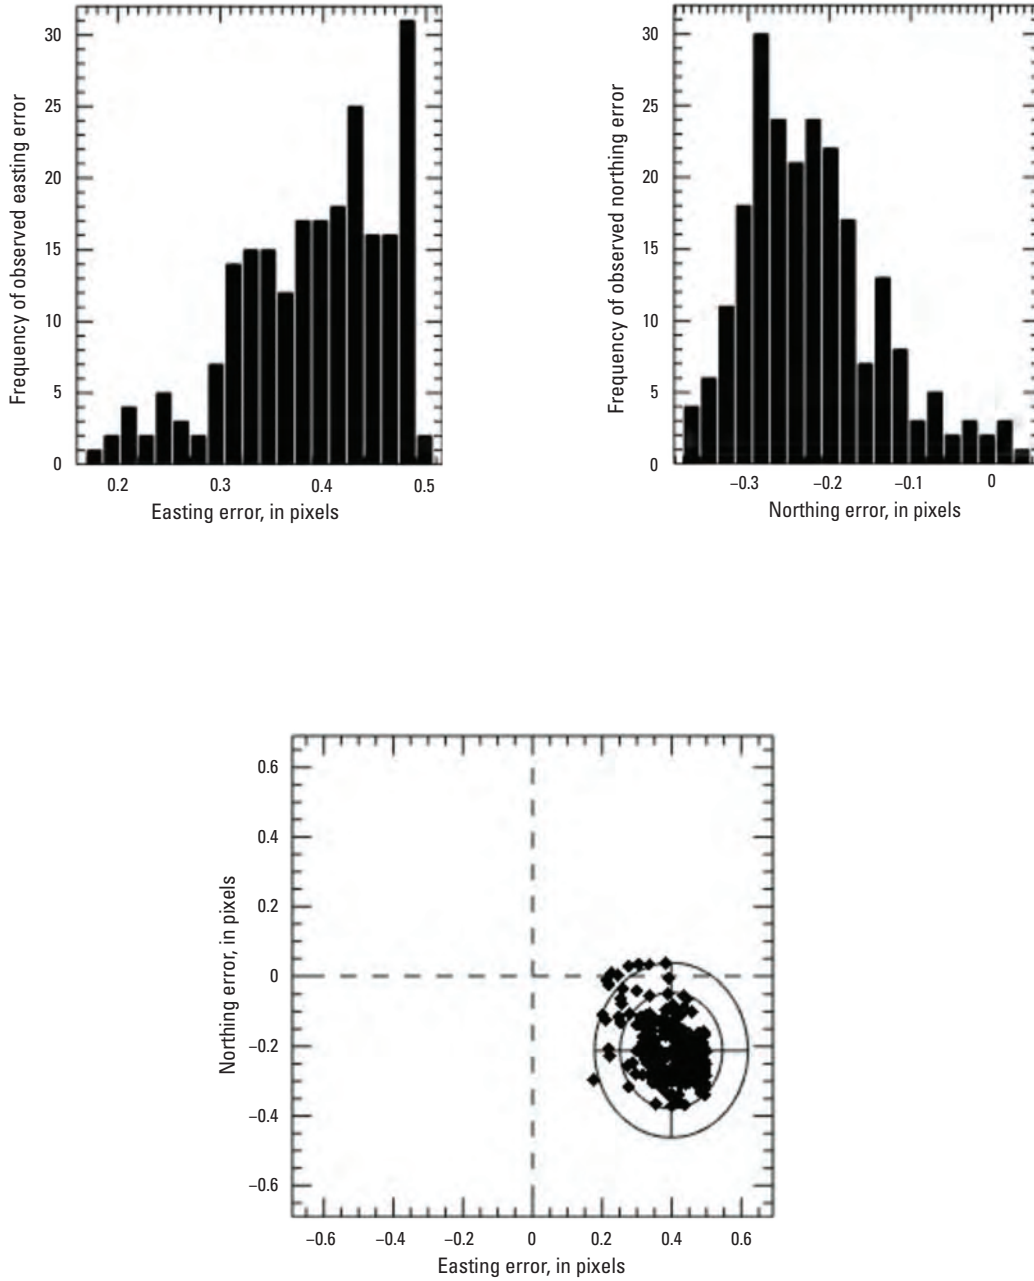 Frequency of observed easting error
30
25
20
15
10
5
0
0.2 0.3 0.4 0.5
Easting error, in pixels
Frequency of observed northing error
30
25
20
15
10
5
0
−0.3 −0.2 −0.1 0
Northing error, in pixels
Northing error, in pixels
0.6
0.4
0.2
0
−0.2
−0.4
−0.6
−0.6 −0.4 −0.2 0 0.2 0.4 0.6
Easting error, in pixels